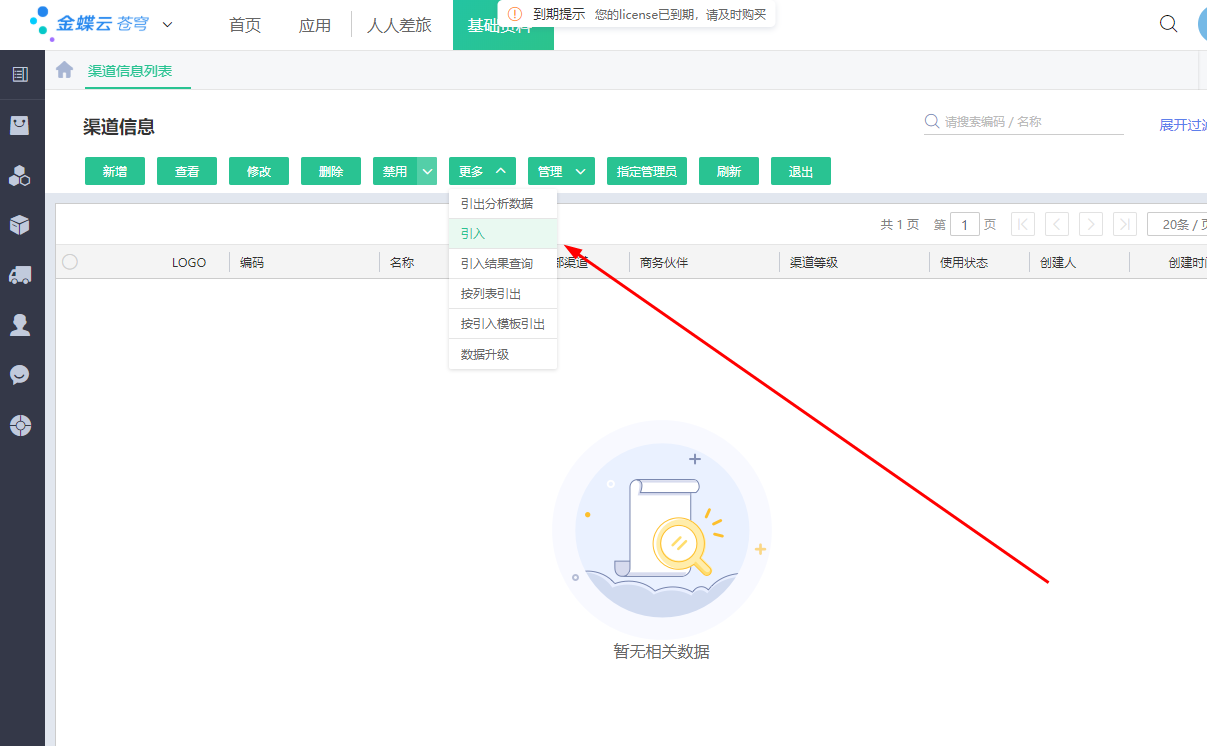 金蝶云 苍穹
首页
应用
人人差旅
基础资料
到期提示 您的license已到期，请及时购买
渠道信息列表
渠道信息
请搜索编码 / 名称
展开过
新增
查看
修改
删除
禁用
更多
管理
指定管理员
刷新
退出
引出分析数据
引入
引入结果查询
按列表引出
按引入模板引出
数据升级
共 1 页 第 1 页
20条 / 页
LOGO
编码
名称
部渠道
商务伙伴
渠道等级
使用状态
创建人
创建时间
暂无相关数据